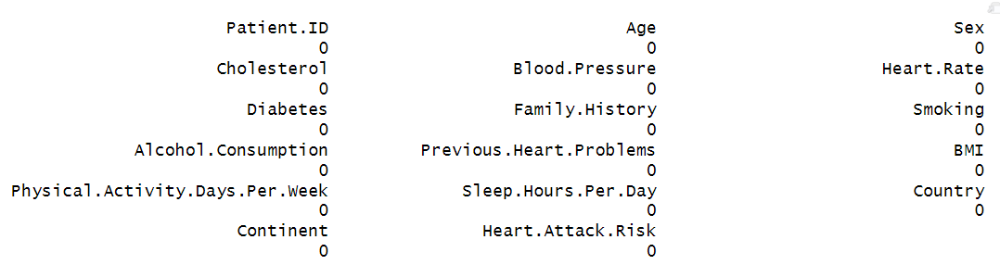 Patient.ID Age Sex
0 0 0
Cholesterol Blood.Pressure Heart.Rate
0 0 0
Diabetes Family.History Smoking
0 0 0
Alcohol.Consumption Previous.Heart.Problems BMI
0 0 0
Physical.Activity.Days.Per.Week Sleep.Hours.Per.Day Country
0 0 0
Continent Heart.Attack.Risk
0 0